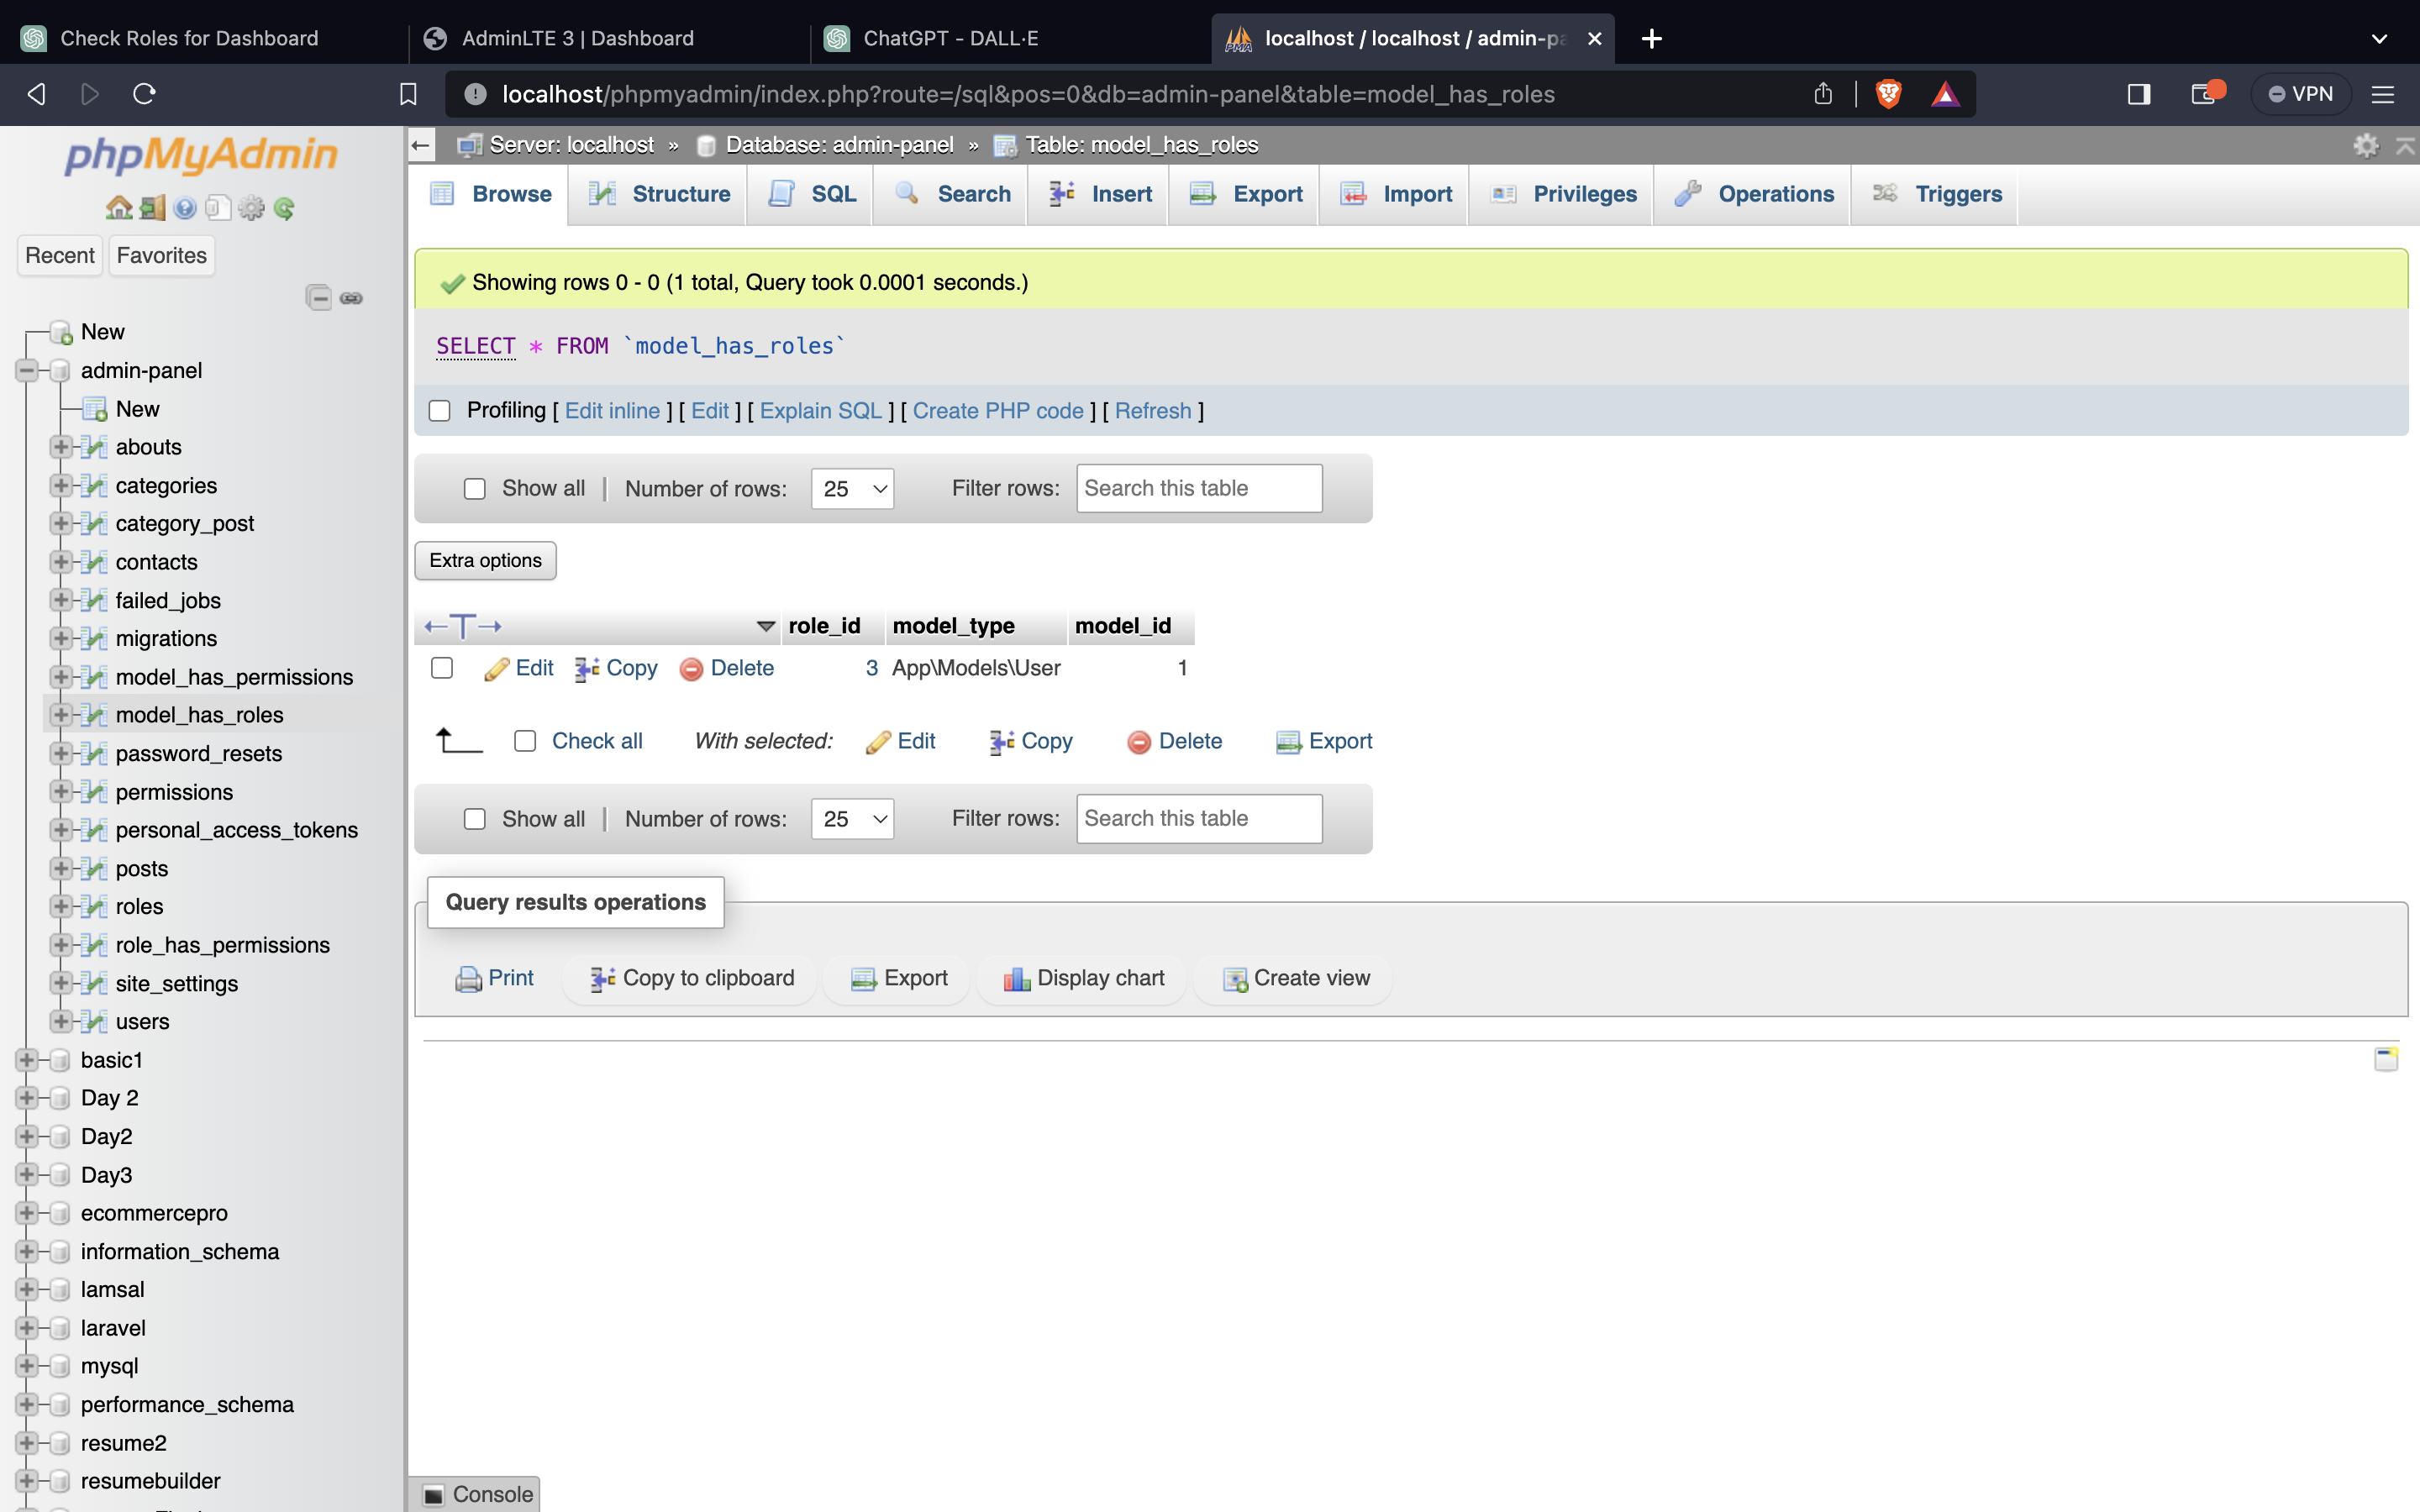 Check Roles for Dashboard
AdminLTE 3 | Dashboard
ChatGPT - DALL·E
localhost / localhost / admin-pa
localhost/phpmyadmin/index.php?route=/sql&pos=0&db=admin-panel&table=model_has_roles
VPN
phpMyAdmin
Recent
Favorites
New
admin-panel
New
abouts
categories
category_post
contacts
failed_jobs
migrations
model_has_permissions
model_has_roles
password_resets
permissions
personal_access_tokens
posts
roles
role_has_permissions
site_settings
users
basic1
Day 2
Day2
Day3
ecommercepro
information_schema
lamsal
laravel
mysql
performance_schema
resume2
resumebuilder
Server: localhost » Database: admin-panel » Table: model_has_roles
Browse Structure SQL Search Insert Export Import Privileges Operations Triggers
Showing rows 0 - 0 (1 total, Query took 0.0001 seconds.)
SELECT * FROM `model_has_roles`
Profiling [ Edit inline ] [ Edit ] [ Explain SQL ] [ Create PHP code ] [ Refresh ]
Show all | Number of rows: 25 Filter rows: Search this table
Extra options
role_id model_type model_id
Edit Copy Delete 3 App\Models\User 1
Check all With selected: Edit Copy Delete Export
Show all | Number of rows: 25 Filter rows: Search this table
Query results operations
Print Copy to clipboard Export Display chart Create view
Console